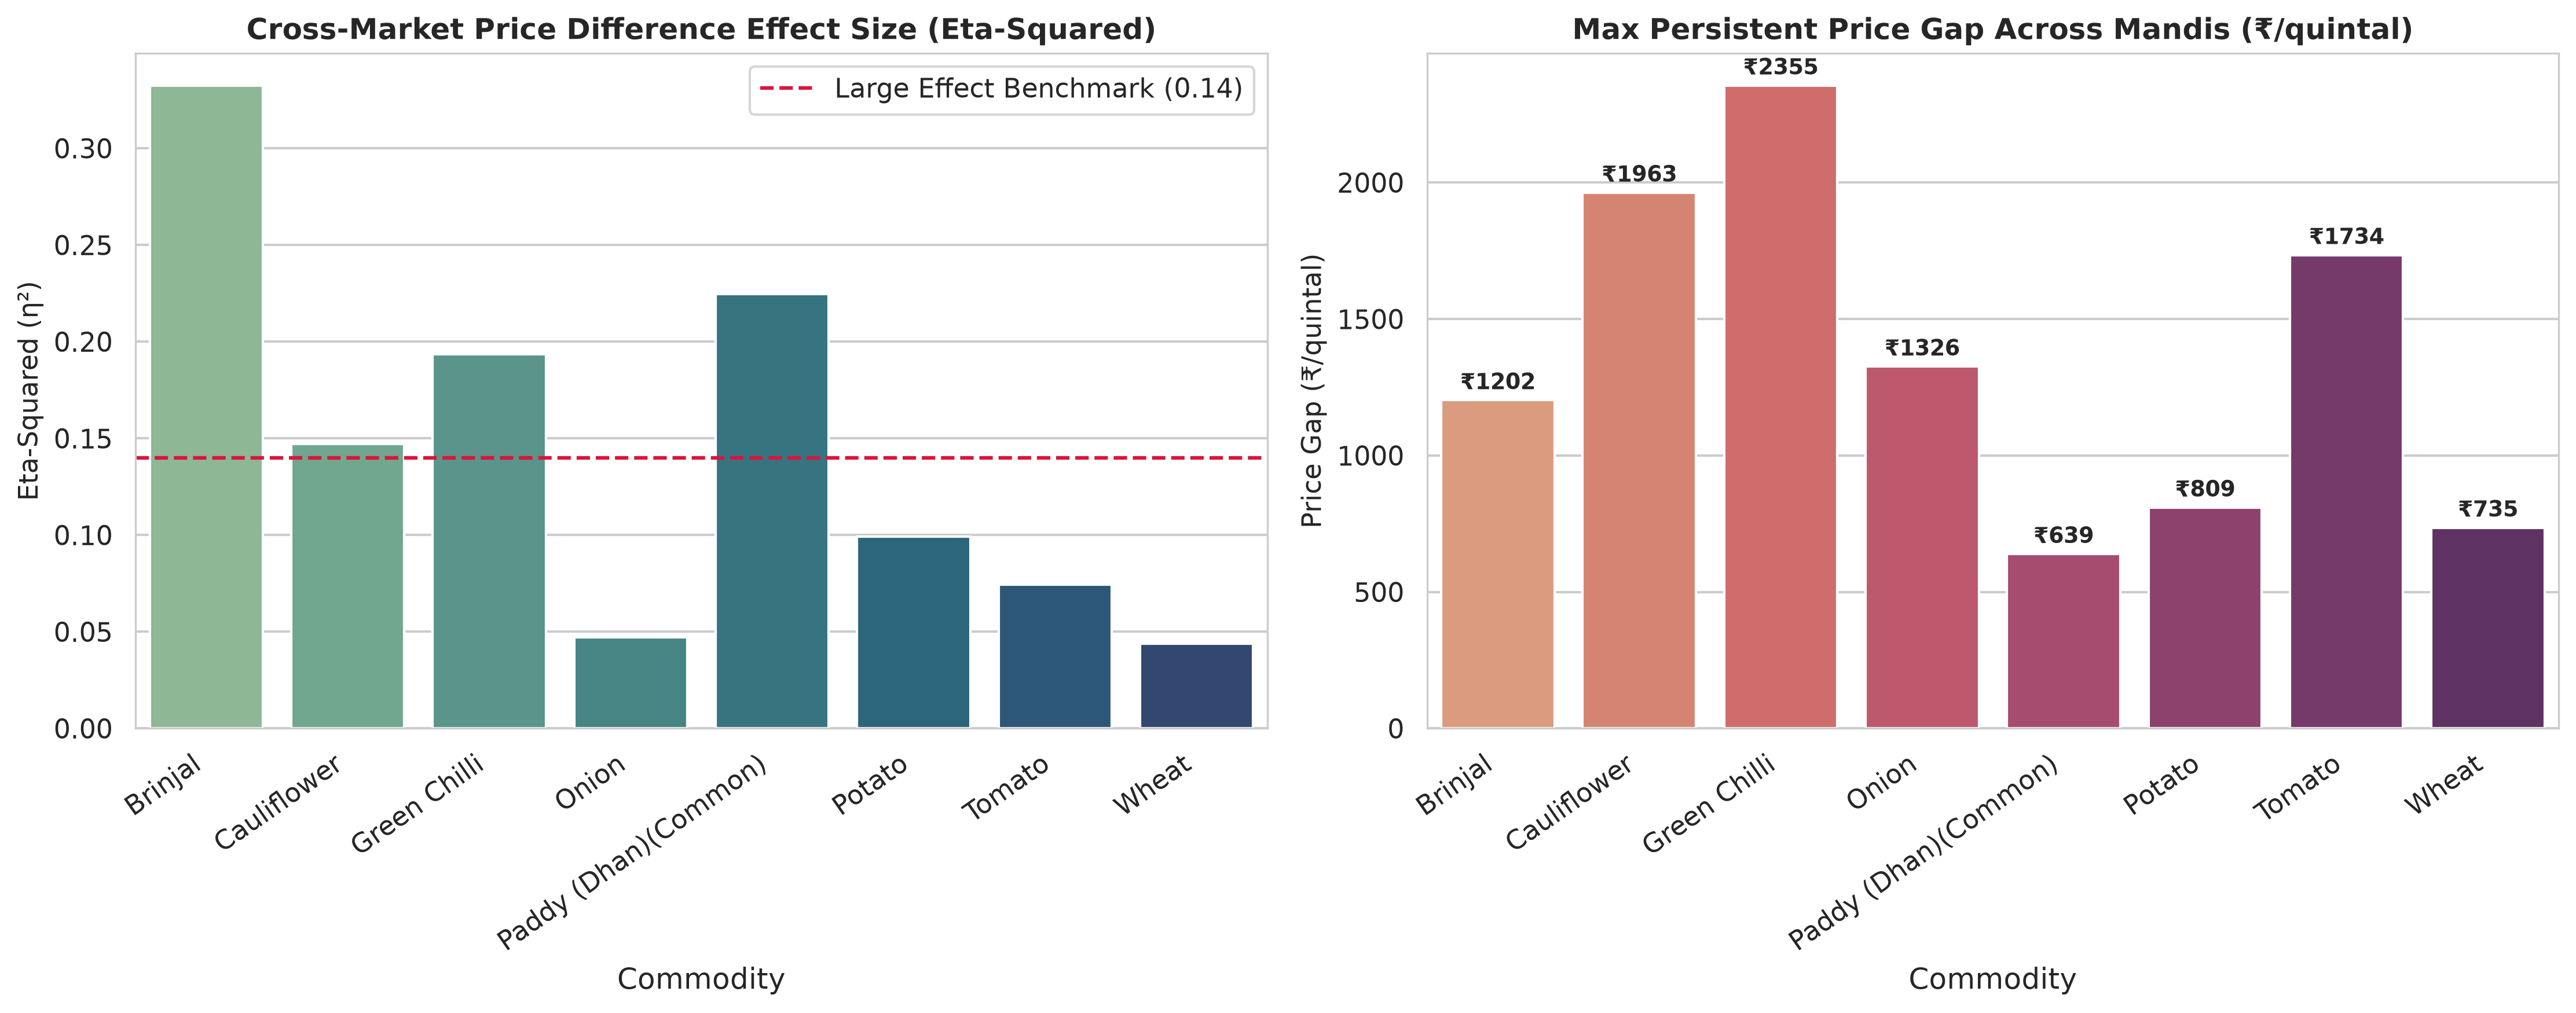 Cross-Market Price Difference Effect Size (Eta-Squared)
Large Effect Benchmark (0.14)
Eta-Squared (η²)
0.30
0.25
0.20
0.15
0.10
0.05
0.00
Brinjal
Cauliflower
Green Chilli
Onion
Paddy (Dhan)(Common)
Potato
Tomato
Wheat
Commodity
Max Persistent Price Gap Across Mandis (₹/quintal)
Price Gap (₹/quintal)
2000
1500
1000
500
0
₹1202
₹1963
₹2355
₹1326
₹639
₹809
₹1734
₹735
Brinjal
Cauliflower
Green Chilli
Onion
Paddy (Dhan)(Common)
Potato
Tomato
Wheat
Commodity